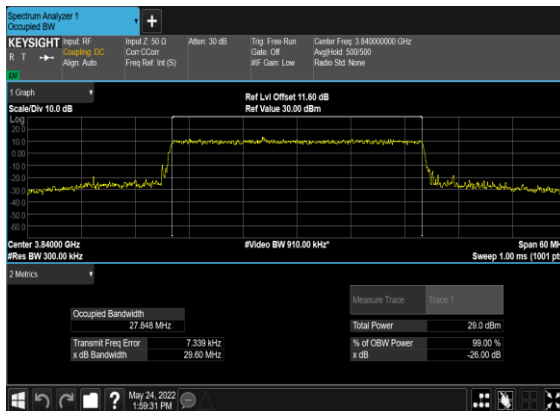 Spectrum Analyzer 1
Occupied BW
KEYSIGHT Input: RF Input Z: 50 Ω Atten: 30 dB Trig: Free Run Center Freq: 3.840000000 GHz
R T Coupling: DC Corr CCorr Gate: Off Avg|Hold: 500/500
Align: Auto Freq Ref: Int (S) #IF Gain: Low Radio Std: None
1 Graph
Ref Lvl Offset 11.60 dB
Scale/Div 10.0 dB Ref Value 30.00 dBm
Log
20.0
10.0
0.00
-10.0
-20.0
-30.0
-40.0
-50.0
-60.0
Center 3.84000 GHz #Video BW 910.00 kHz* Span 60 MH
#Res BW 300.00 kHz Sweep 1.00 ms (1001 pts
2 Metrics
Measure Trace Trace 1
Occupied Bandwidth
27.848 MHz Total Power 29.0 dBm
Transmit Freq Error 7.339 kHz % of OBW Power 99.00 %
x dB Bandwidth 29.60 MHz x dB -26.00 dB
?
May 24, 2022
1:59:31 PM